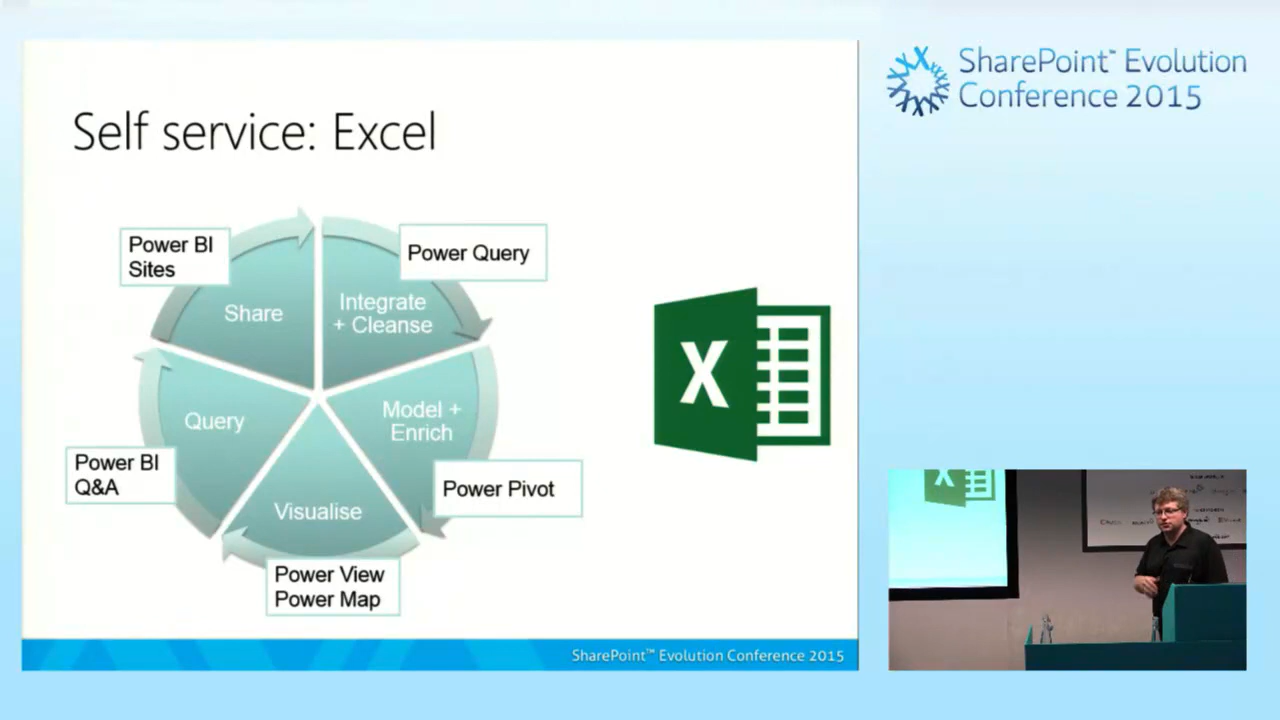 SharePoint™ Evolution
Conference 2015
Self service: Excel
Power BI
Sites
Power Query
Share
Integrate
+ Cleanse
Query
Model +
Enrich
Power BI
Q&A
Power Pivot
Visualise
Power View
Power Map
X
SharePoint™ Evolution Conference 2015
X